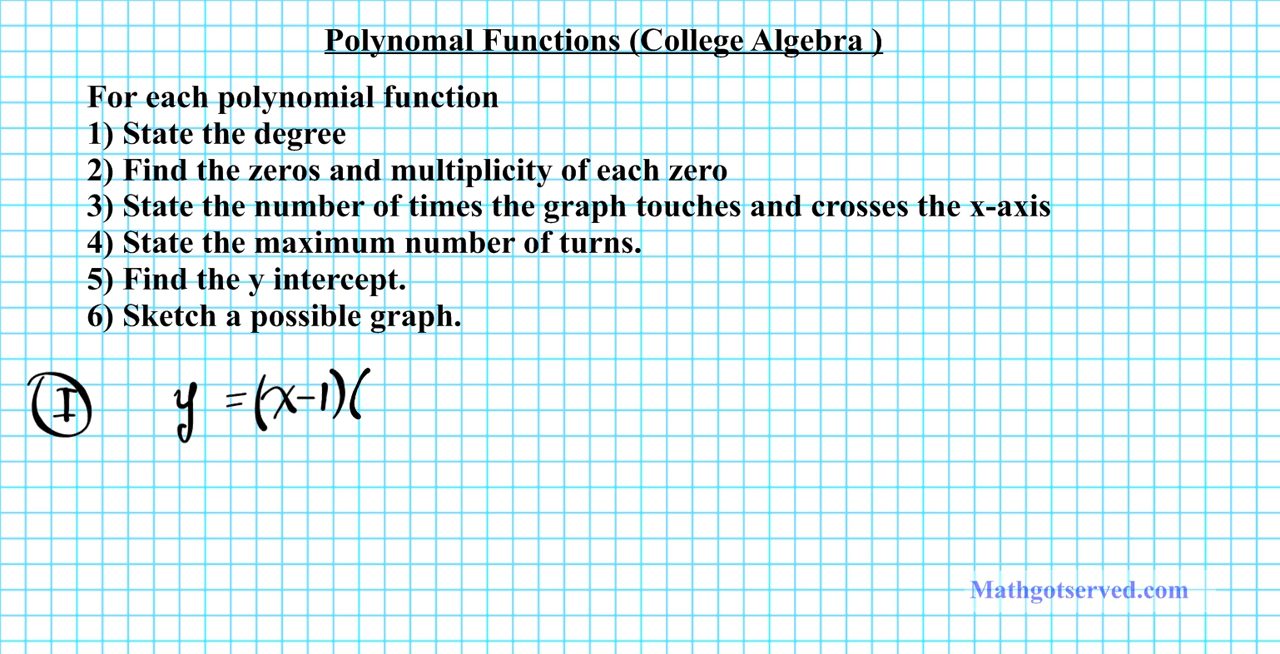 Polynomal Functions (College Algebra )
For each polynomial function
1) State the degree
2) Find the zeros and multiplicity of each zero
3) State the number of times the graph touches and crosses the x-axis
4) State the maximum number of turns.
5) Find the y intercept.
6) Sketch a possible graph.
I y =(x-1)(
Mathgotserved.com